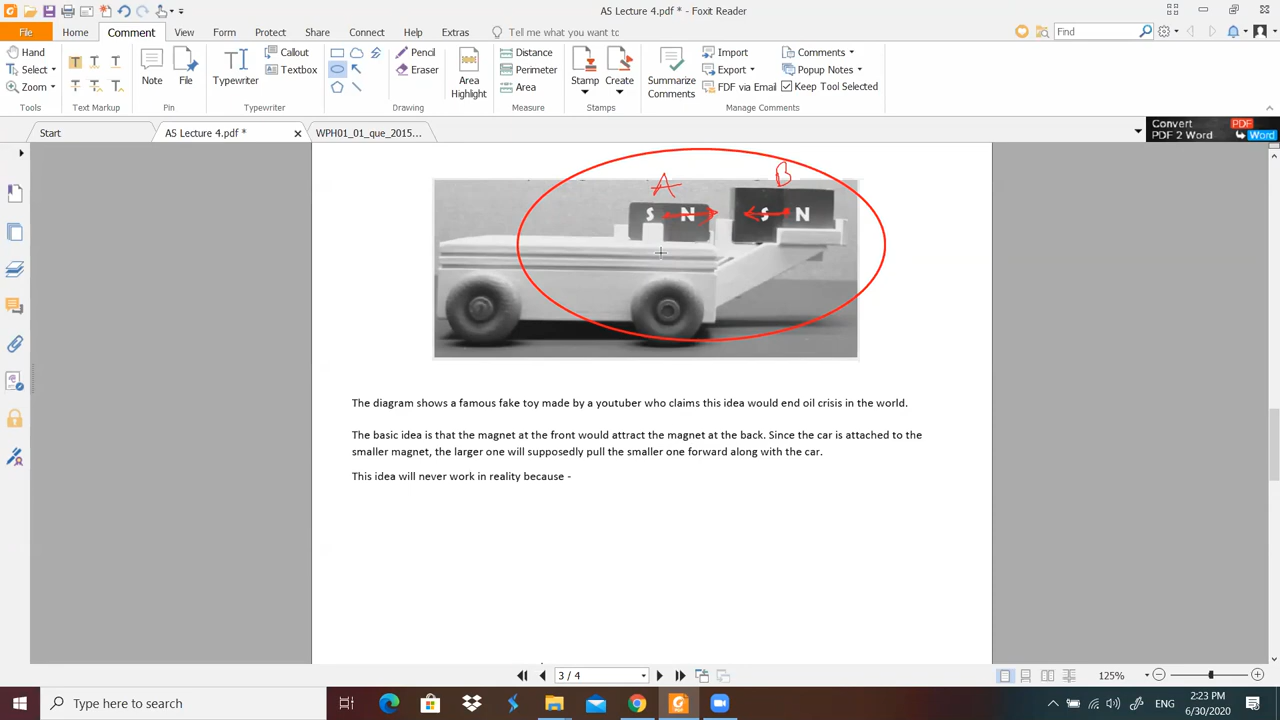 AS Lecture 4.pdf * - Foxit Reader
File Home Comment View Form Protect Share Connect Help Extras Tell me what you want to Find
Hand
Select
Zoom
Tools
Text Markup
Note
File
Pin
Typewriter
Callout
Textbox
Typewriter
Pencil
Eraser
Area Highlight
Drawing
Distance
Perimeter
Area
Measure
Stamp
Create
Stamps
Summarize Comments
Import
Export
FDF via Email
Comments
Popup Notes
Keep Tool Selected
Manage Comments
Start
AS Lecture 4.pdf *
WPH01_01_que_2015...
Convert PDF
PDF 2 Word Word
A B
S N S N
The diagram shows a famous fake toy made by a youtuber who claims this idea would end oil crisis in the world.
The basic idea is that the magnet at the front would attract the magnet at the back. Since the car is attached to the
smaller magnet, the larger one will supposedly pull the smaller one forward along with the car.
This idea will never work in reality because -
3 / 4
125%
Type here to search
ENG
2:23 PM
6/30/2020